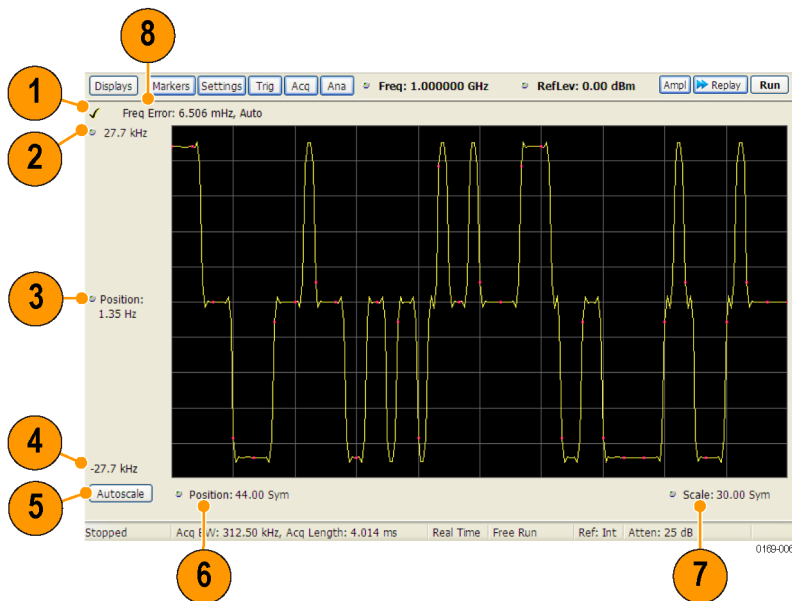 8
Displays Markers Settings Trig Acq Ana Freq: 1.000000 GHz RefLev: 0.00 dBm Ampl Replay Run
1
Freq Error: 6.506 mHz, Auto
2
27.7 kHz
3
Position:
1.35 Hz
4
-27.7 kHz
5
Autoscale Position: 44.00 Sym Scale: 30.00 Sym
Stopped Acq BW: 312.50 kHz, Acq Length: 4.014 ms Real Time Free Run Ref: Int Atten: 25 dB
0169-006
6
7